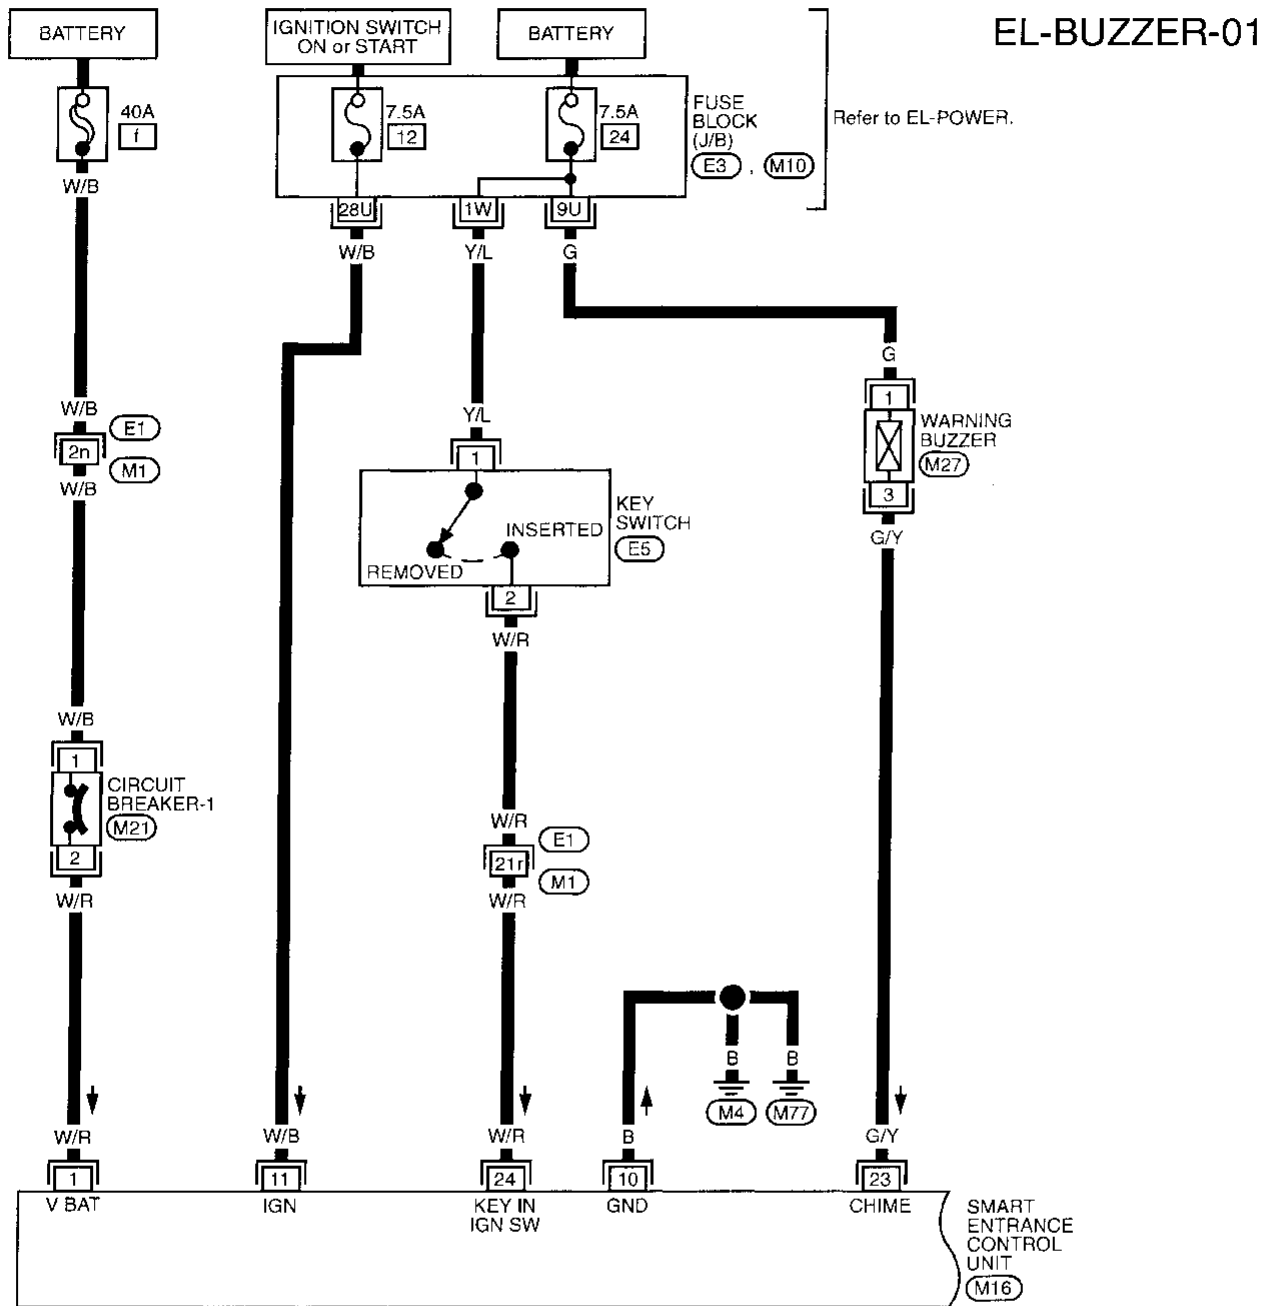 EL-BUZZER-01
BATTERY
IGNITION SWITCH
ON or START
BATTERY
40A
f
7.5A
12
7.5A
24
FUSE
BLOCK
(J/B)
E3 , M10
Refer to EL-POWER.
W/B
28U
1W
9U
W/B
Y/L
G
G
W/B
E1
2n
M1
W/B
Y/L
1
1
WARNING
BUZZER
M27
3
G/Y
KEY
SWITCH
E5
INSERTED
REMOVED
2
W/R
W/B
1
CIRCUIT
BREAKER-1
M21
2
W/R
W/R
E1
21r
M1
W/R
B
B
M4
M77
W/R
W/B
W/R
B
G/Y
1
11
24
10
23
V BAT
IGN
KEY IN
IGN SW
GND
CHIME
SMART
ENTRANCE
CONTROL
UNIT
M16